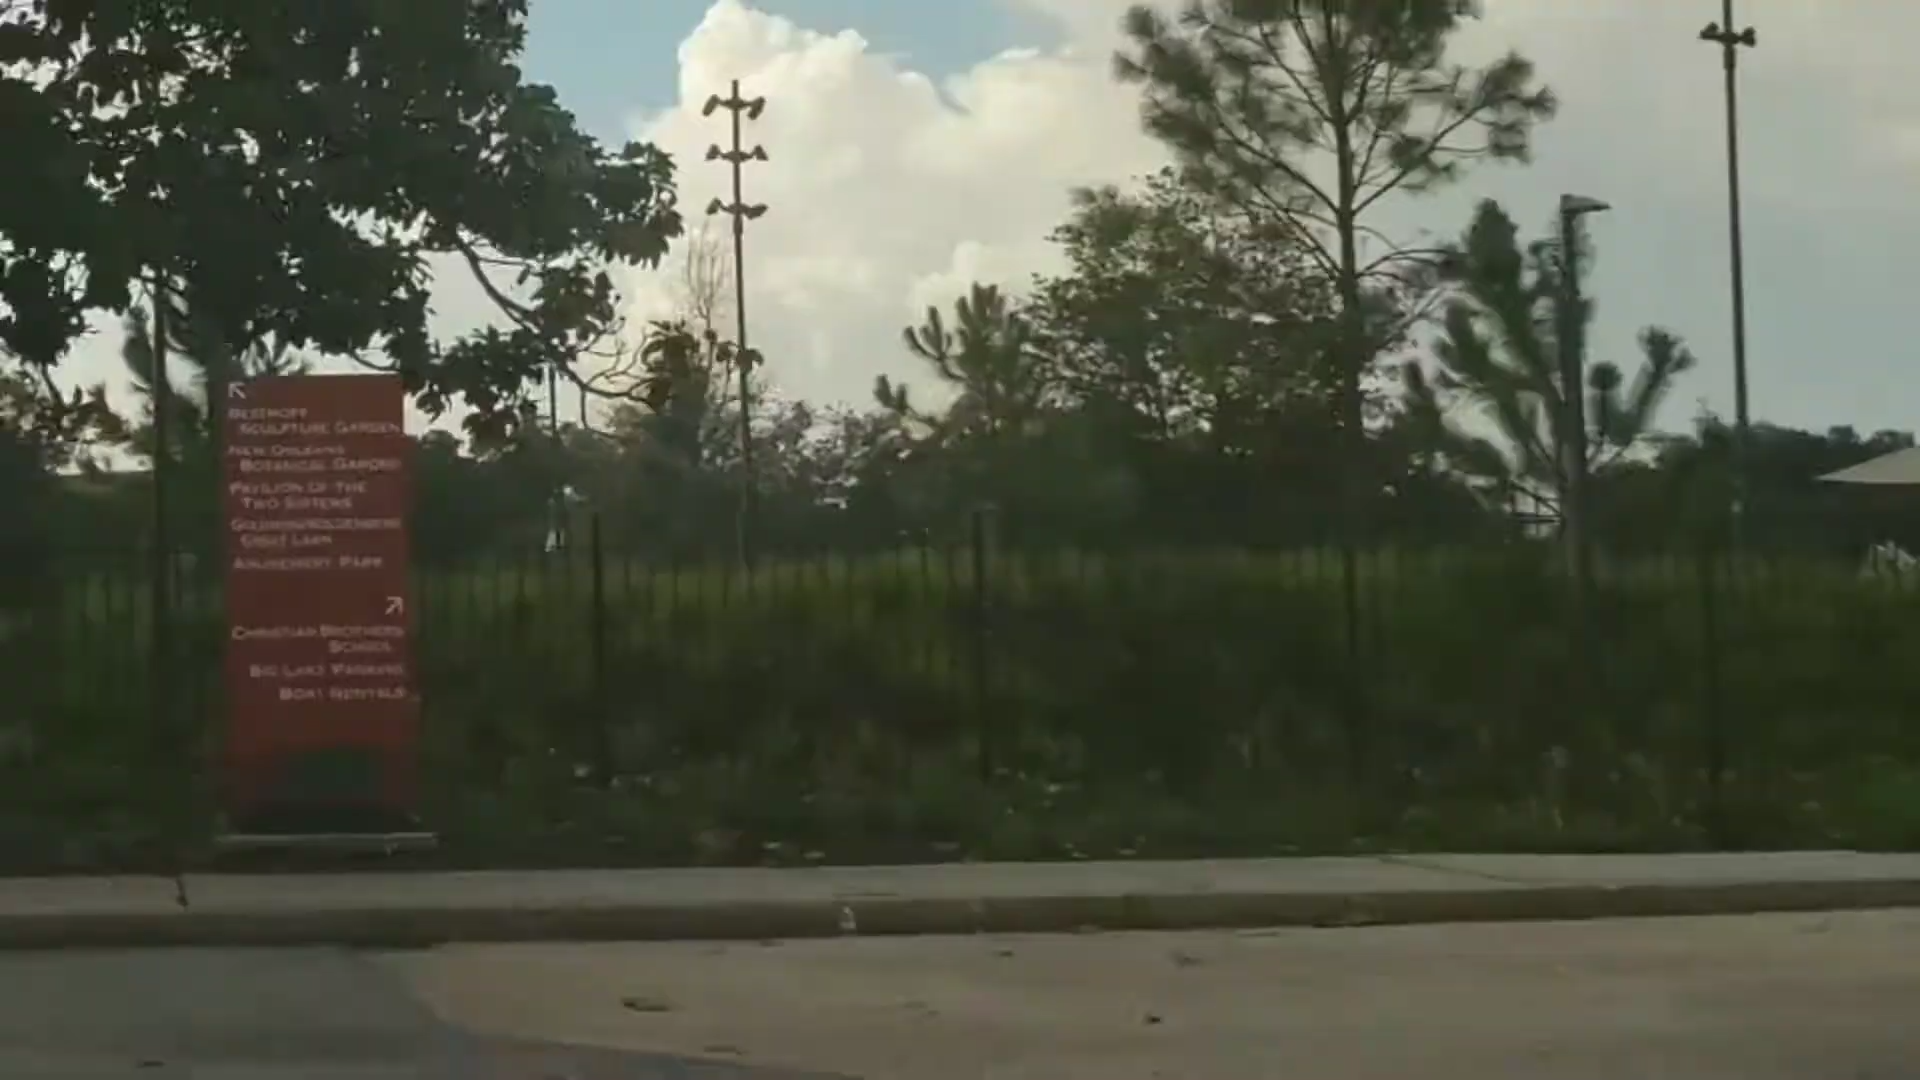 BESTHOFF
SCULPTURE GARDEN
NEW ORLEANS
BOTANICAL GARDEN
PAVILION OF THE
TWO SISTERS
GREAT LAWN
AMUSEMENT PARK
CHRISTIAN BROTHERS
SCHOOL
BIG LAKE PARKING
BOAT RENTALS